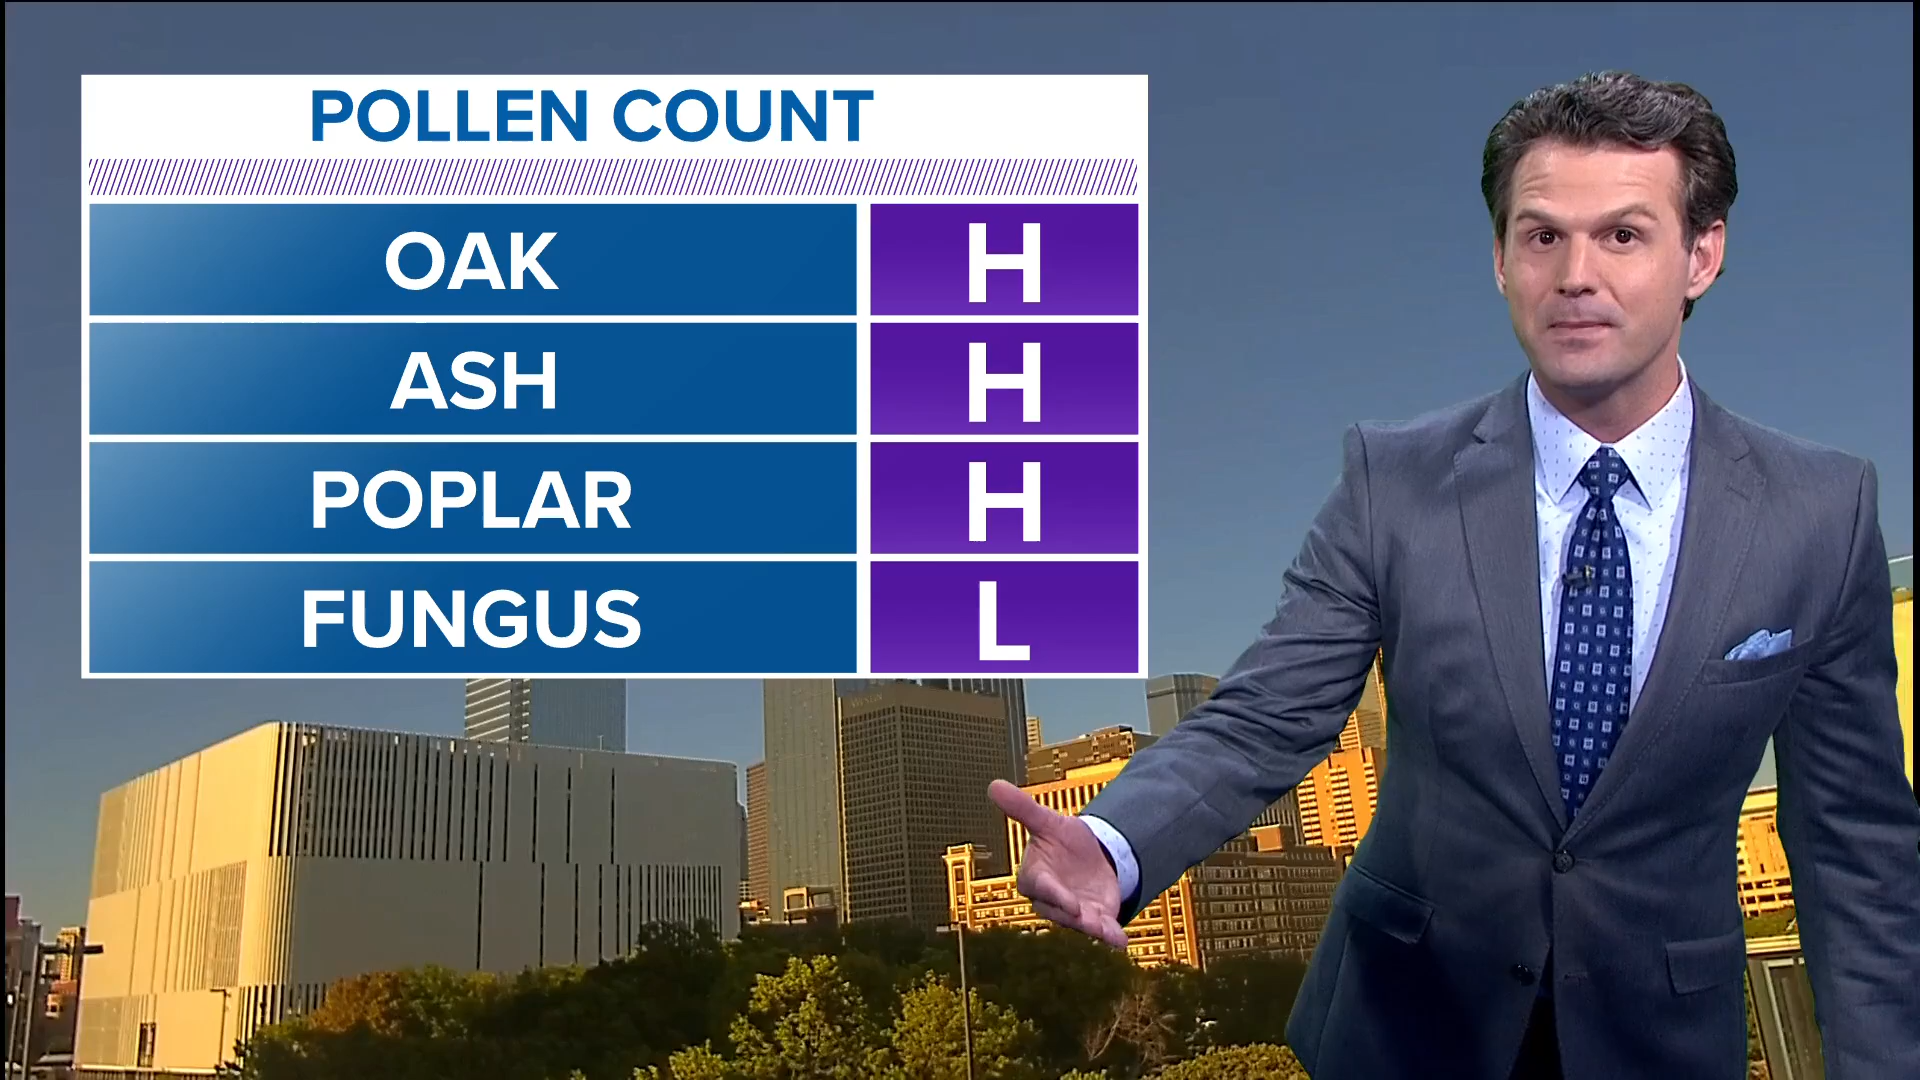 POLLEN COUNT
OAK H
ASH H
POPLAR H
FUNGUS L